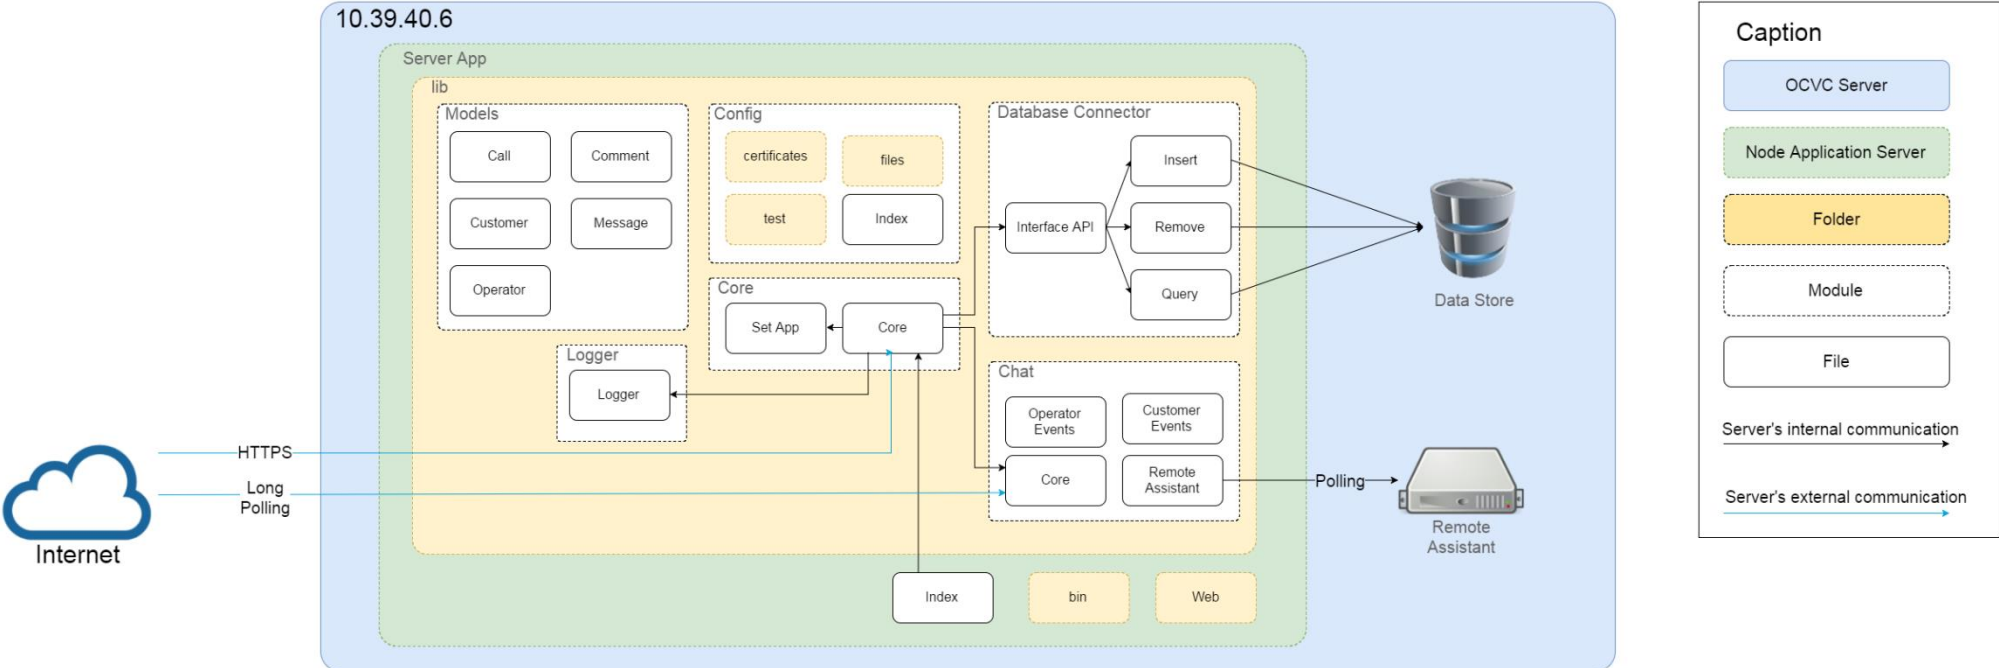 10.39.40.6
Server App
lib
Models
Call
Comment
Customer
Message
Operator
Config
certificates
files
test
Index
Database Connector
Interface API
Insert
Remove
Query
Data Store
Core
Set App
Core
Logger
Logger
Chat
Operator
Events
Customer
Events
Core
Remote
Assistant
Polling
Remote
Assistant
HTTPS
Long
Polling
Internet
Index
bin
Web
Caption
OCVC Server
Node Application Server
Folder
Module
File
Server's internal communication
Server's external communication